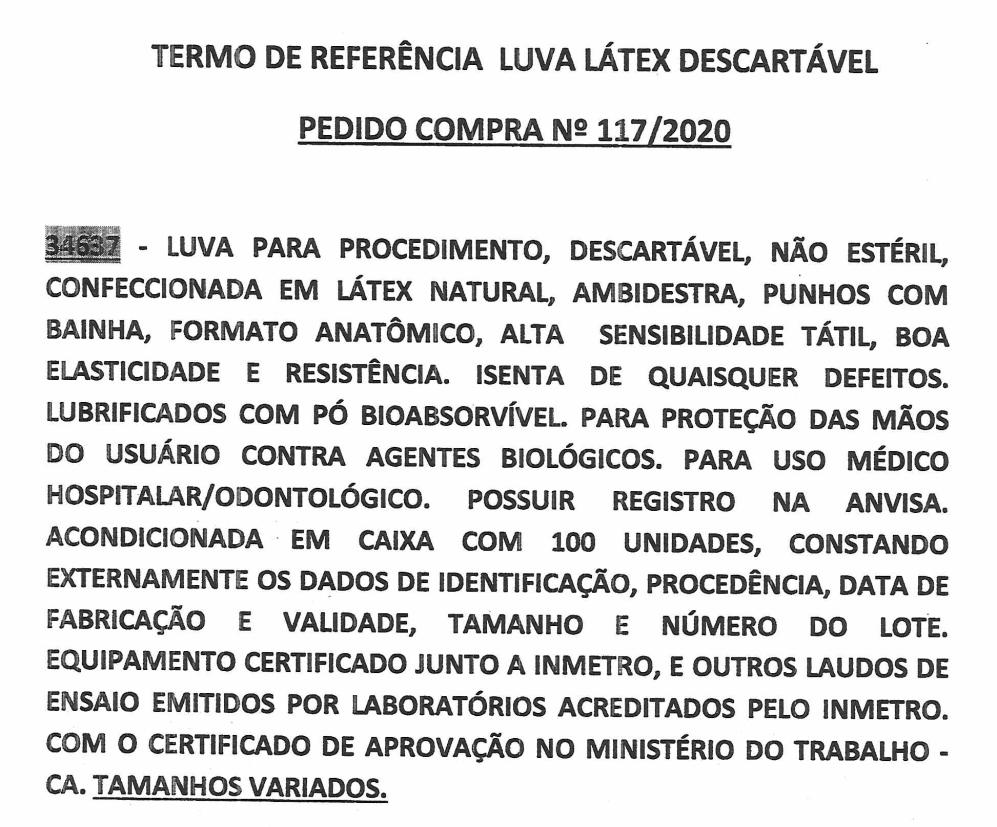 TERMO DE REFERÊNCIA LUVA LÁTEX DESCARTÁVEL
PEDIDO COMPRA Nº 117/2020
34637 - LUVA PARA PROCEDIMENTO, DESCARTÁVEL, NÃO ESTÉRIL,
CONFECCIONADA EM LÁTEX NATURAL, AMBIDESTRA, PUNHOS COM
BAINHA, FORMATO ANATÔMICO, ALTA SENSIBILIDADE TÁTIL, BOA
ELASTICIDADE E RESISTÊNCIA. ISENTA DE QUAISQUER DEFEITOS.
LUBRIFICADOS COM PÓ BIOABSORVÍVEL. PARA PROTEÇÃO DAS MÃOS
DO USUÁRIO CONTRA AGENTES BIOLÓGICOS. PARA USO MÉDICO
HOSPITALAR/ODONTOLÓGICO. POSSUIR REGISTRO NA ANVISA.
ACONDICIONADA EM CAIXA COM 100 UNIDADES, CONSTANDO
EXTERNAMENTE OS DADOS DE IDENTIFICAÇÃO, PROCEDÊNCIA, DATA DE
FABRICAÇÃO E VALIDADE, TAMANHO E NÚMERO DO LOTE.
EQUIPAMENTO CERTIFICADO JUNTO A INMETRO, E OUTROS LAUDOS DE
ENSAIO EMITIDOS POR LABORATÓRIOS ACREDITADOS PELO INMETRO.
COM O CERTIFICADO DE APROVAÇÃO NO MINISTÉRIO DO TRABALHO -
CA. TAMANHOS VARIADOS.